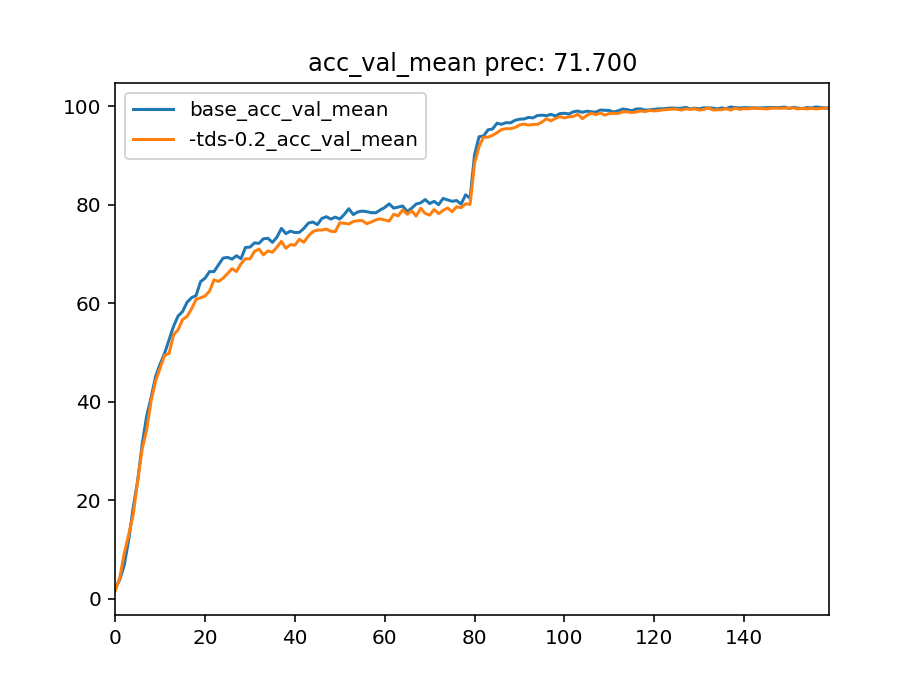 acc_val_mean prec: 71.700
base_acc_val_mean
-tds-0.2_acc_val_mean
100
80
60
40
20
0
0 20 40 60 80 100 120 140